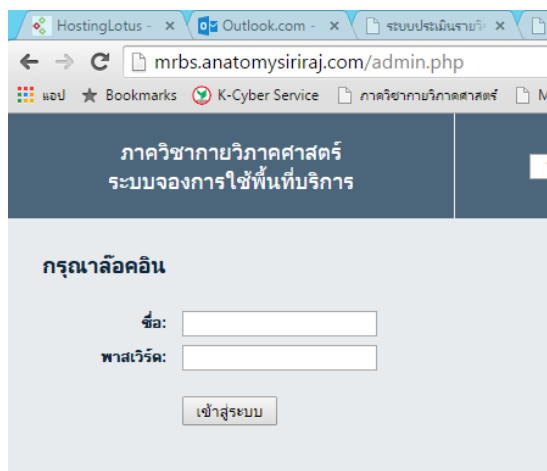 HostingLotus -
Outlook.com -
ระบบประเมินรายวิ
mrbs.anatomysiriraj.com/admin.php
แอป Bookmarks K-Cyber Service ภาควิชากายวิภาคศาสตร์ M
ภาควิชากายวิภาคศาสตร์
ระบบจองการใช้พื้นที่บริการ
กรุณาล๊อคอิน
ชื่อ:
พาสเวิร์ด:
เข้าสู่ระบบ